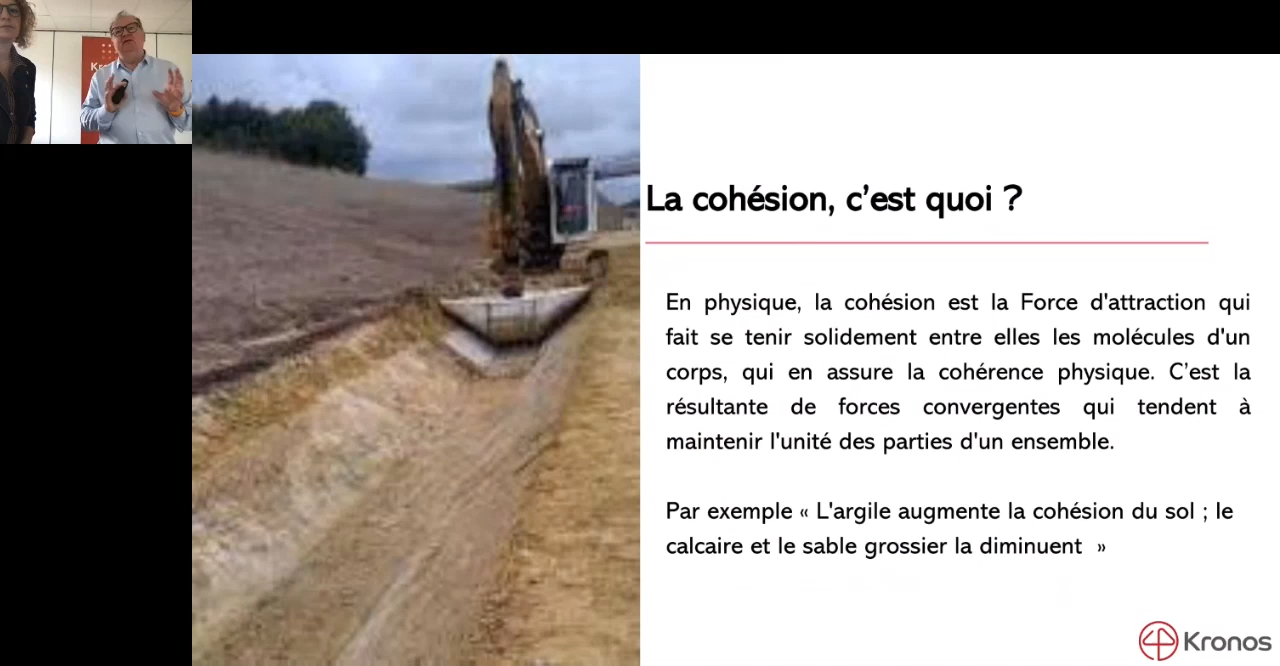 Kr
La cohésion, c’est quoi ?
En physique, la cohésion est la Force d'attraction qui
fait se tenir solidement entre elles les molécules d'un
corps, qui en assure la cohérence physique. C’est la
résultante de forces convergentes qui tendent à
maintenir l'unité des parties d'un ensemble.
Par exemple « L'argile augmente la cohésion du sol ; le
calcaire et le sable grossier la diminuent »
Kronos